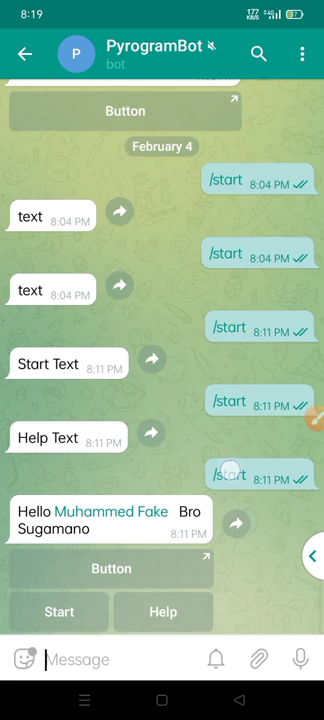 8:19
177
KB/S
4G
7
P
PyrogramBot
bot
Button
February 4
/start 8:04 PM
text 8:04 PM
/start 8:04 PM
text 8:04 PM
/start 8:11 PM
Start Text 8:11 PM
/start 8:11 PM
Help Text 8:11 PM
/start 8:11 PM
Hello Muhammed Fake Bro
Sugamano 8:11 PM
Button
Start Help
Message